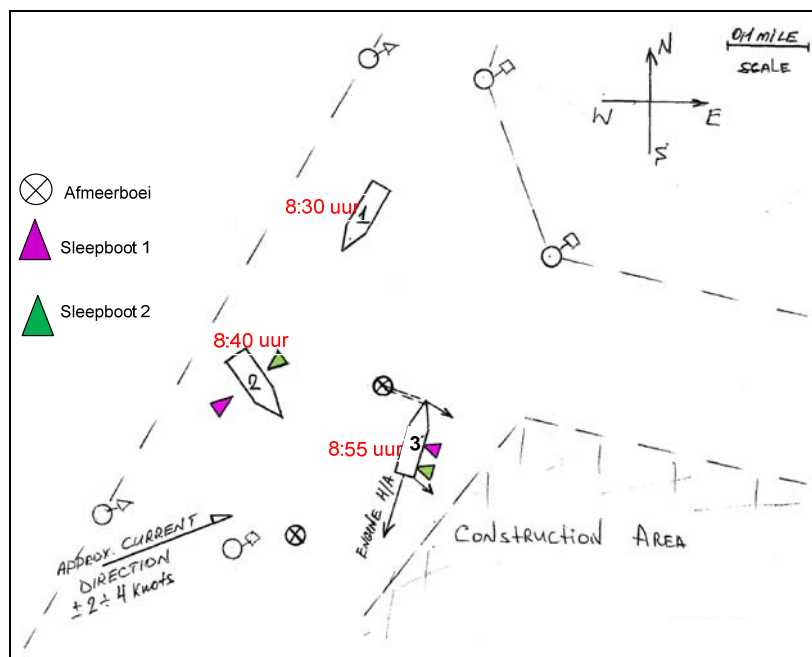 0,1 MILE
SCALE
N
W
E
S
Afmeerboei
Sleepboot 1
Sleepboot 2
8:30 uur
1
8:40 uur
2
8:55 uur
3
ENGINE H/A
CONSTRUCTION AREA
APPROX. CURRENT
DIRECTION
± 2 ÷ 4 Knots